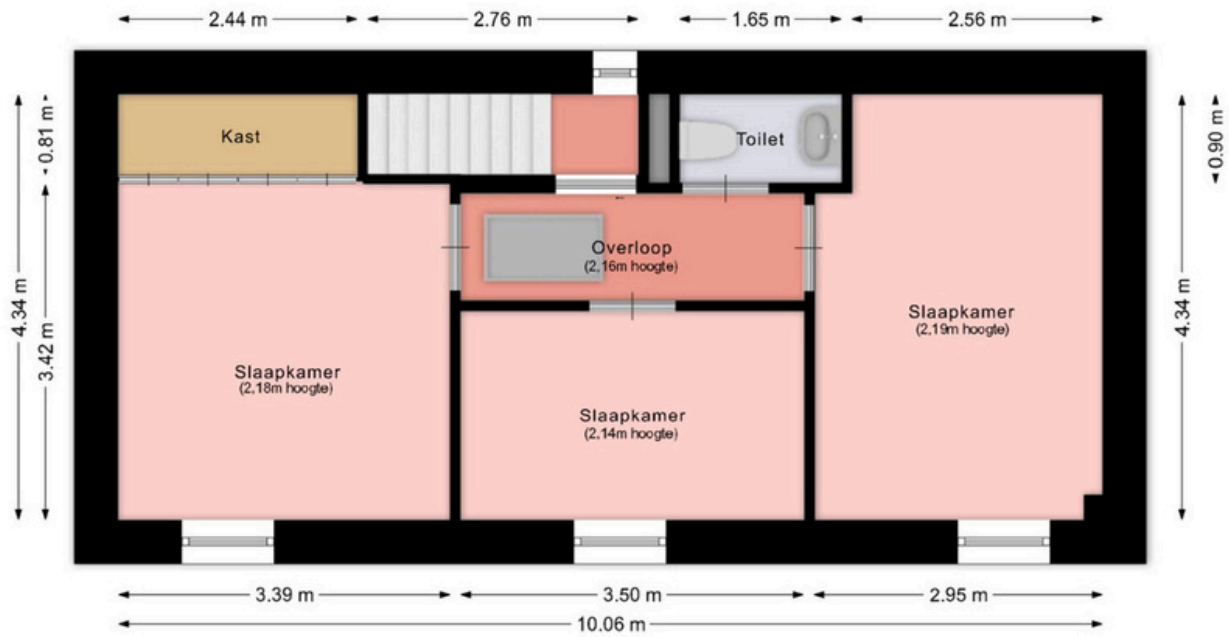 2.44 m
2.76 m
1.65 m
2.56 m
0.81 m
4.34 m
3.42 m
0.90 m
4.34 m
Kast
Toilet
Overloop
(2,16m hoogte)
Slaapkamer
(2,19m hoogte)
Slaapkamer
(2,18m hoogte)
Slaapkamer
(2,14m hoogte)
3.39 m
3.50 m
2.95 m
10.06 m